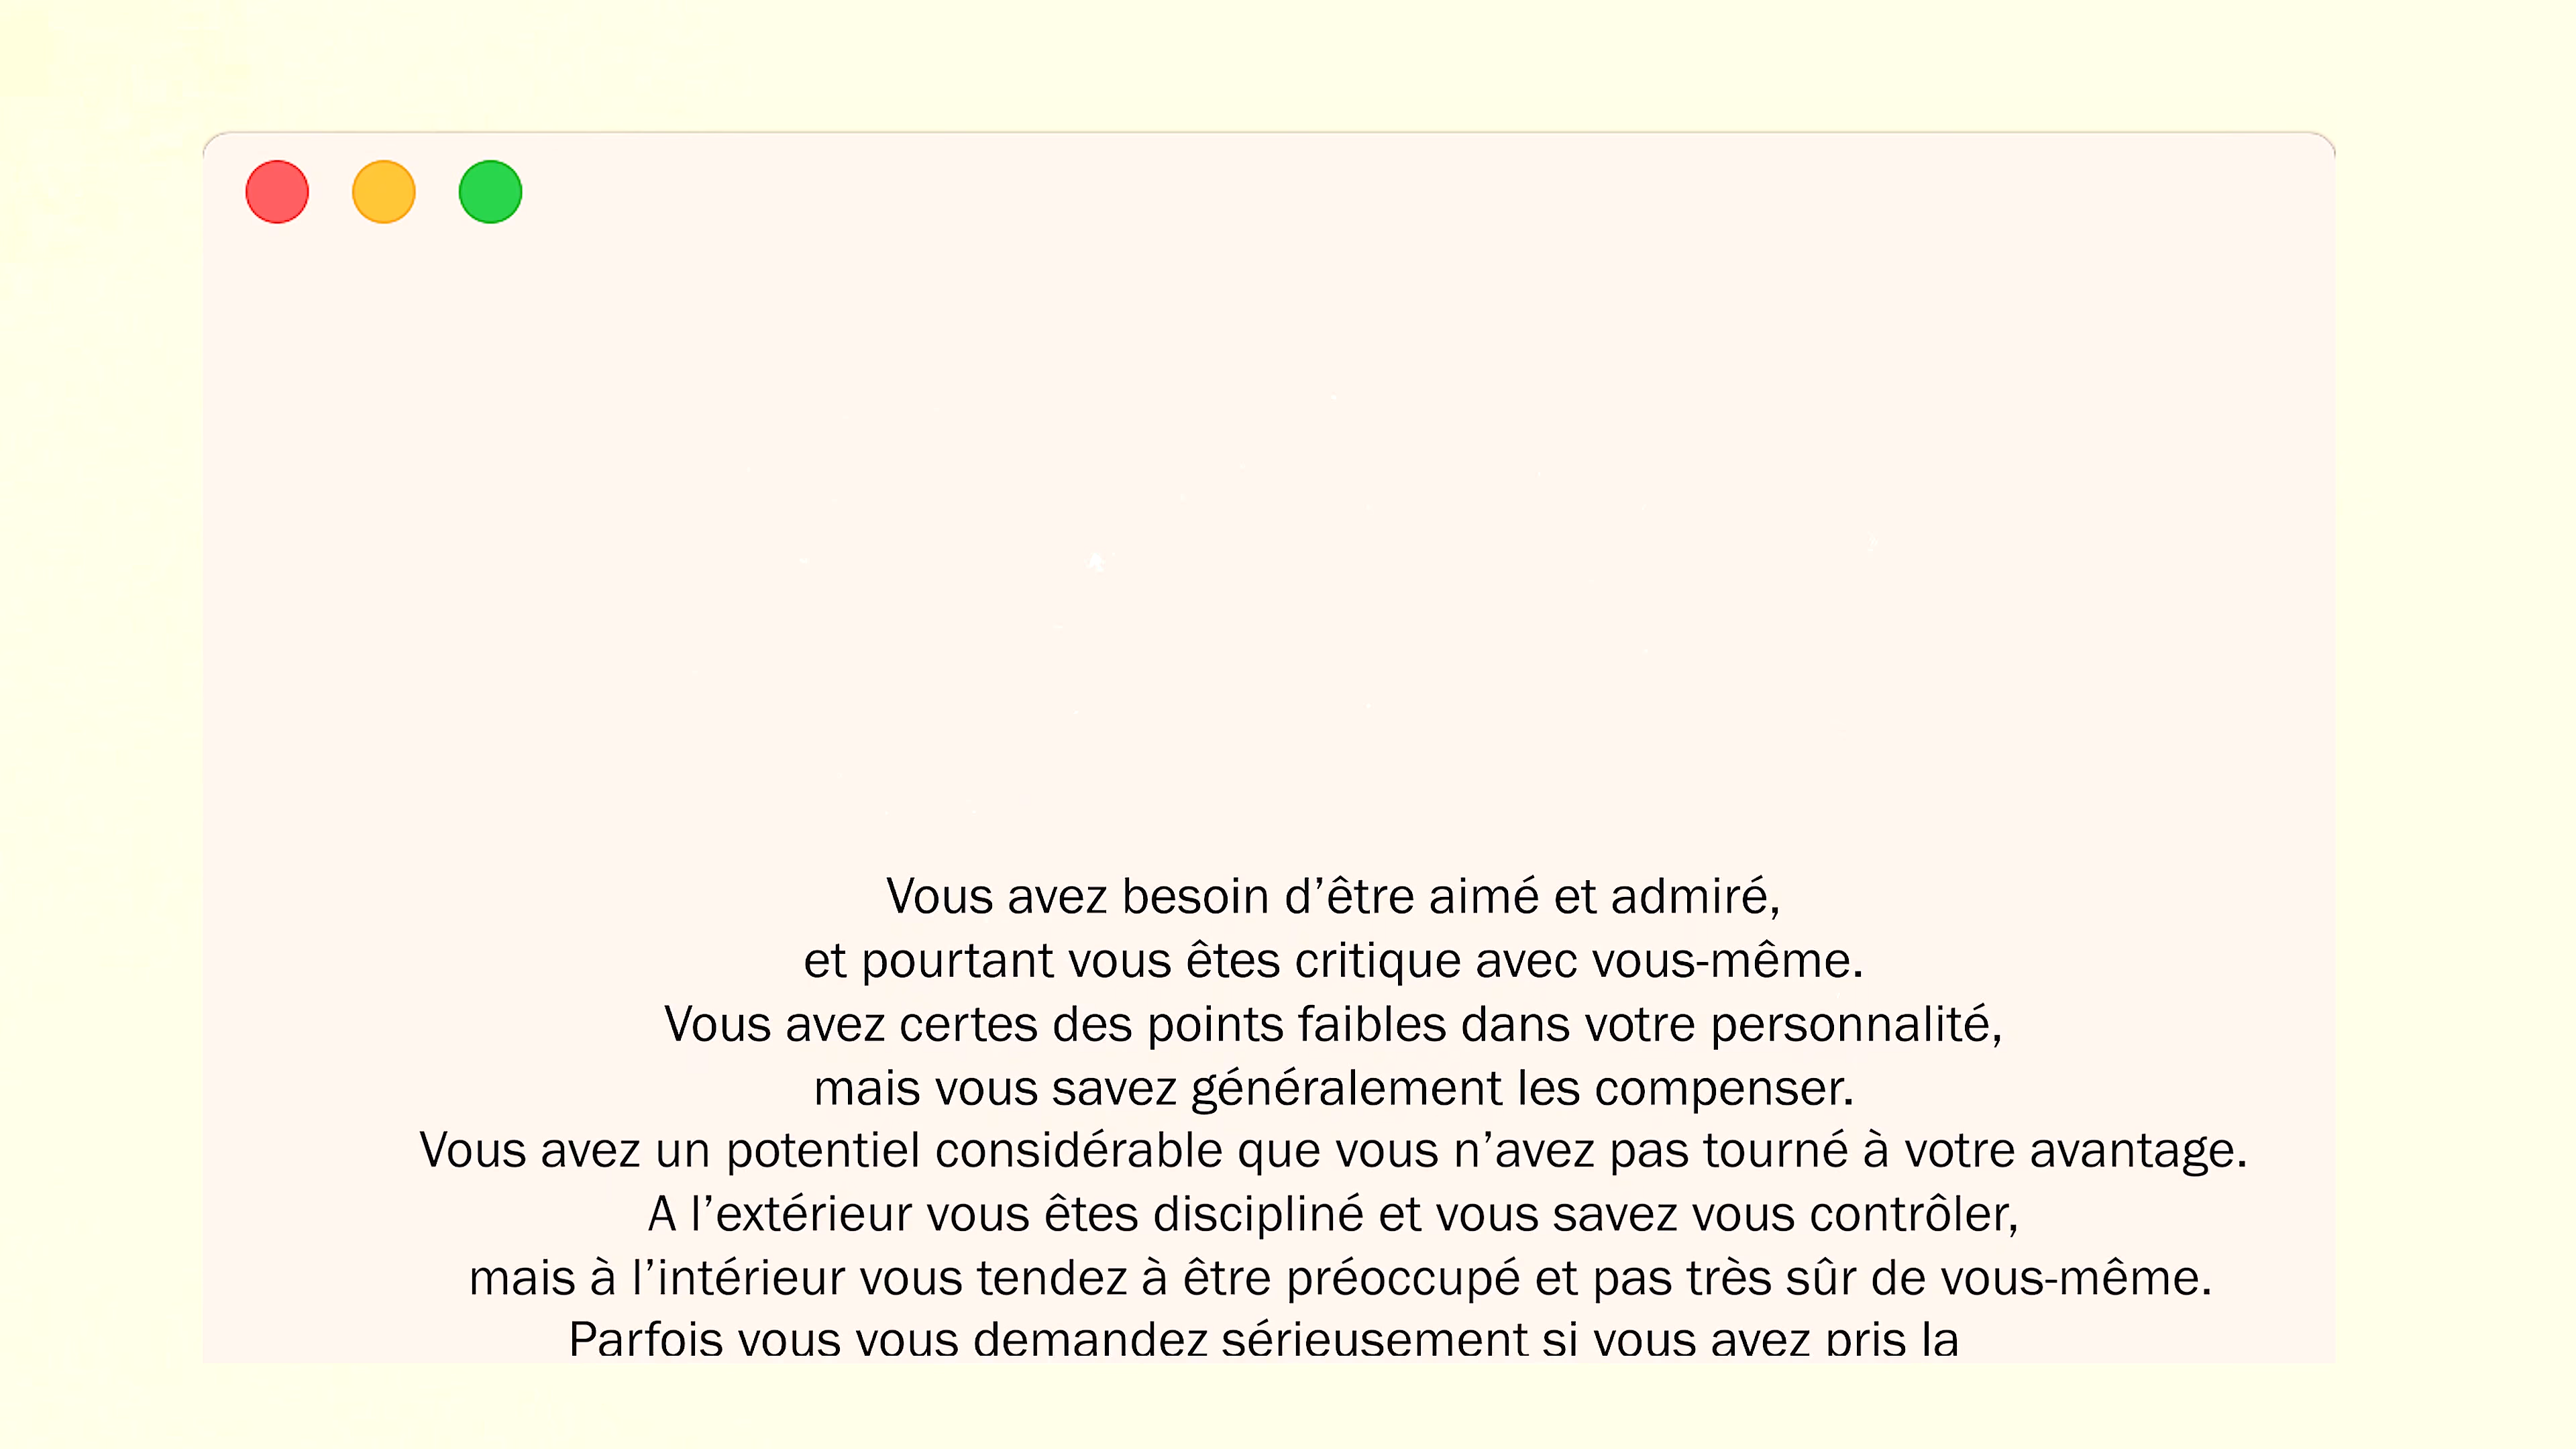 Vous avez besoin d’être aimé et admiré,
et pourtant vous êtes critique avec vous-même.
Vous avez certes des points faibles dans votre personnalité,
mais vous savez généralement les compenser.
Vous avez un potentiel considérable que vous n’avez pas tourné à votre avantage.
A l’extérieur vous êtes discipliné et vous savez vous contrôler,
mais à l’intérieur vous tendez à être préoccupé et pas très sûr de vous-même.
Parfois vous vous demandez sérieusement si vous avez pris la